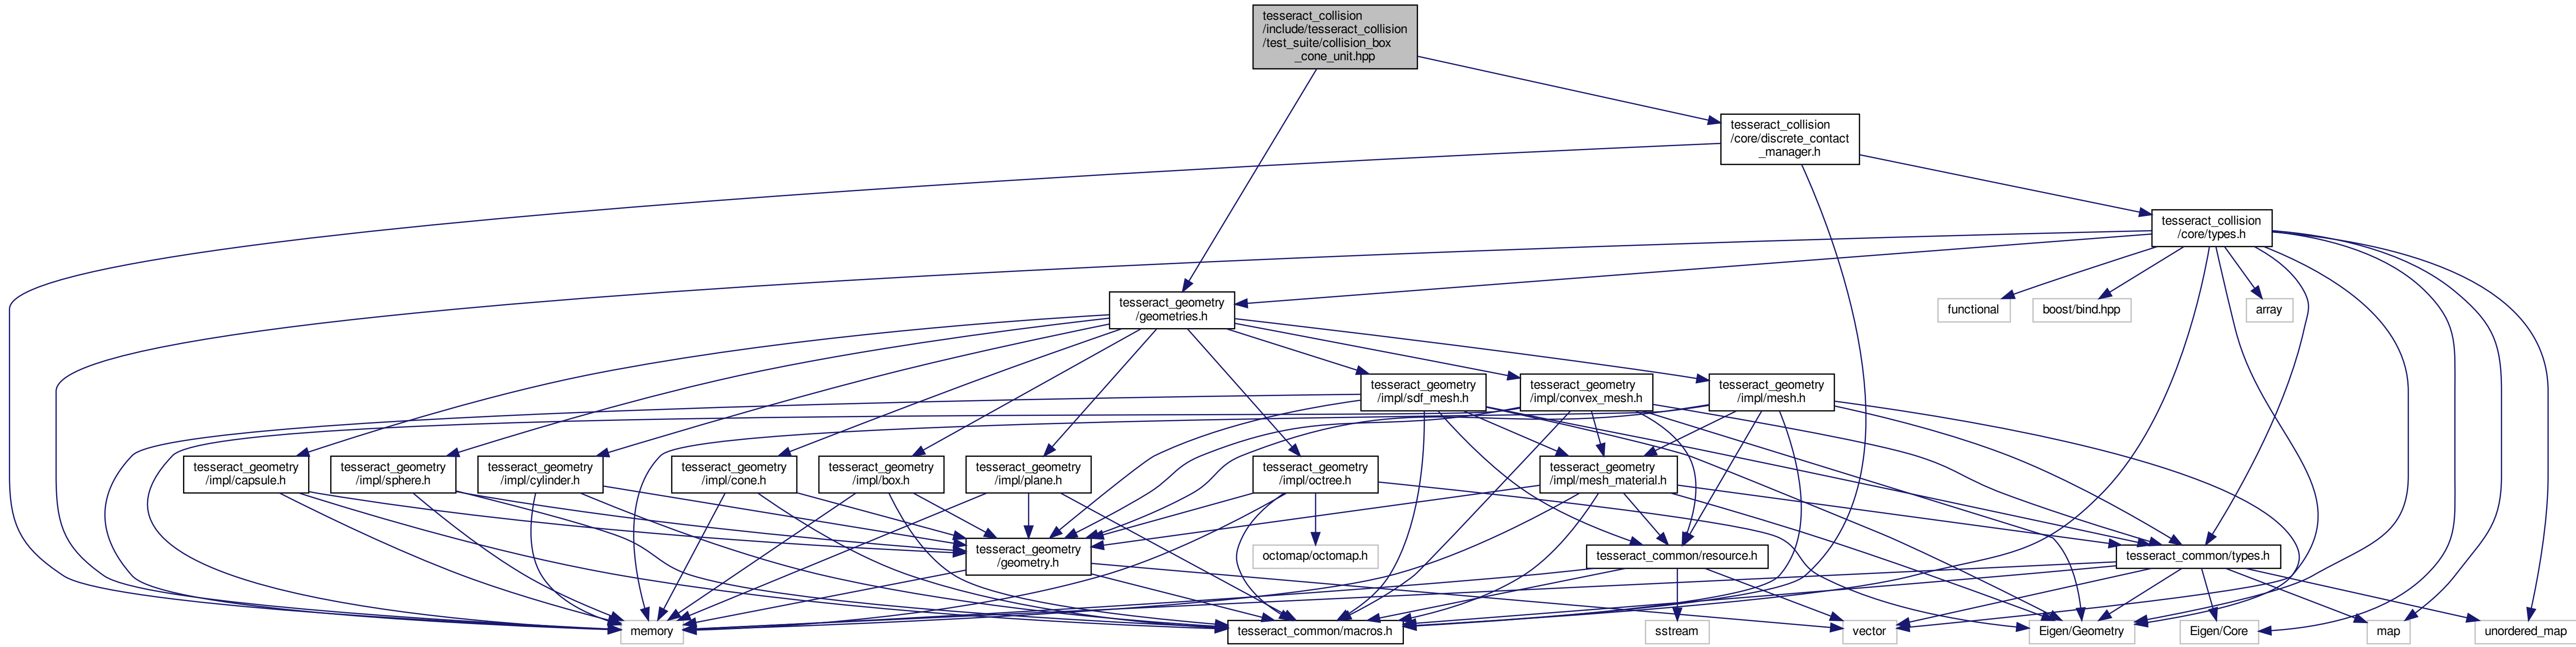 tesseract_collision
/include/tesseract_collision
/test_suite/collision_box
_cone_unit.hpp
tesseract_collision
/core/discrete_contact
_manager.h
tesseract_collision
/core/types.h
tesseract_geometry
/geometries.h
functional
boost/bind.hpp
array
tesseract_geometry
/impl/sdf_mesh.h
tesseract_geometry
/impl/convex_mesh.h
tesseract_geometry
/impl/mesh.h
tesseract_geometry
/impl/capsule.h
tesseract_geometry
/impl/sphere.h
tesseract_geometry
/impl/cylinder.h
tesseract_geometry
/impl/cone.h
tesseract_geometry
/impl/box.h
tesseract_geometry
/impl/plane.h
tesseract_geometry
/impl/octree.h
tesseract_geometry
/impl/mesh_material.h
tesseract_geometry
/geometry.h
octomap/octomap.h
tesseract_common/resource.h
tesseract_common/types.h
memory
tesseract_common/macros.h
sstream
vector
Eigen/Geometry
Eigen/Core
map
unordered_map